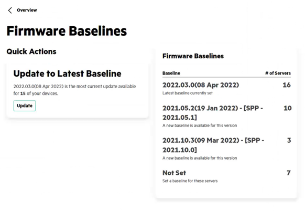 Overview
Firmware Baselines
Quick Actions
Update to Latest Baseline
2022.03.0(08 Apr 2022) is the most current update available
for 15 of your devices.
Update
Firmware Baselines
Baseline # of Servers
2022.03.0(08 Apr 2022) 16
Latest baseline currently set
2021.05.2(19 Jan 2022) - [SPP - 10
2021.05.1]
A new baseline is available for this version
2021.10.3(09 Mar 2022) - [SPP - 3
2021.10.0]
A new baseline is available for this version
Not Set 7
Set a baseline for these servers